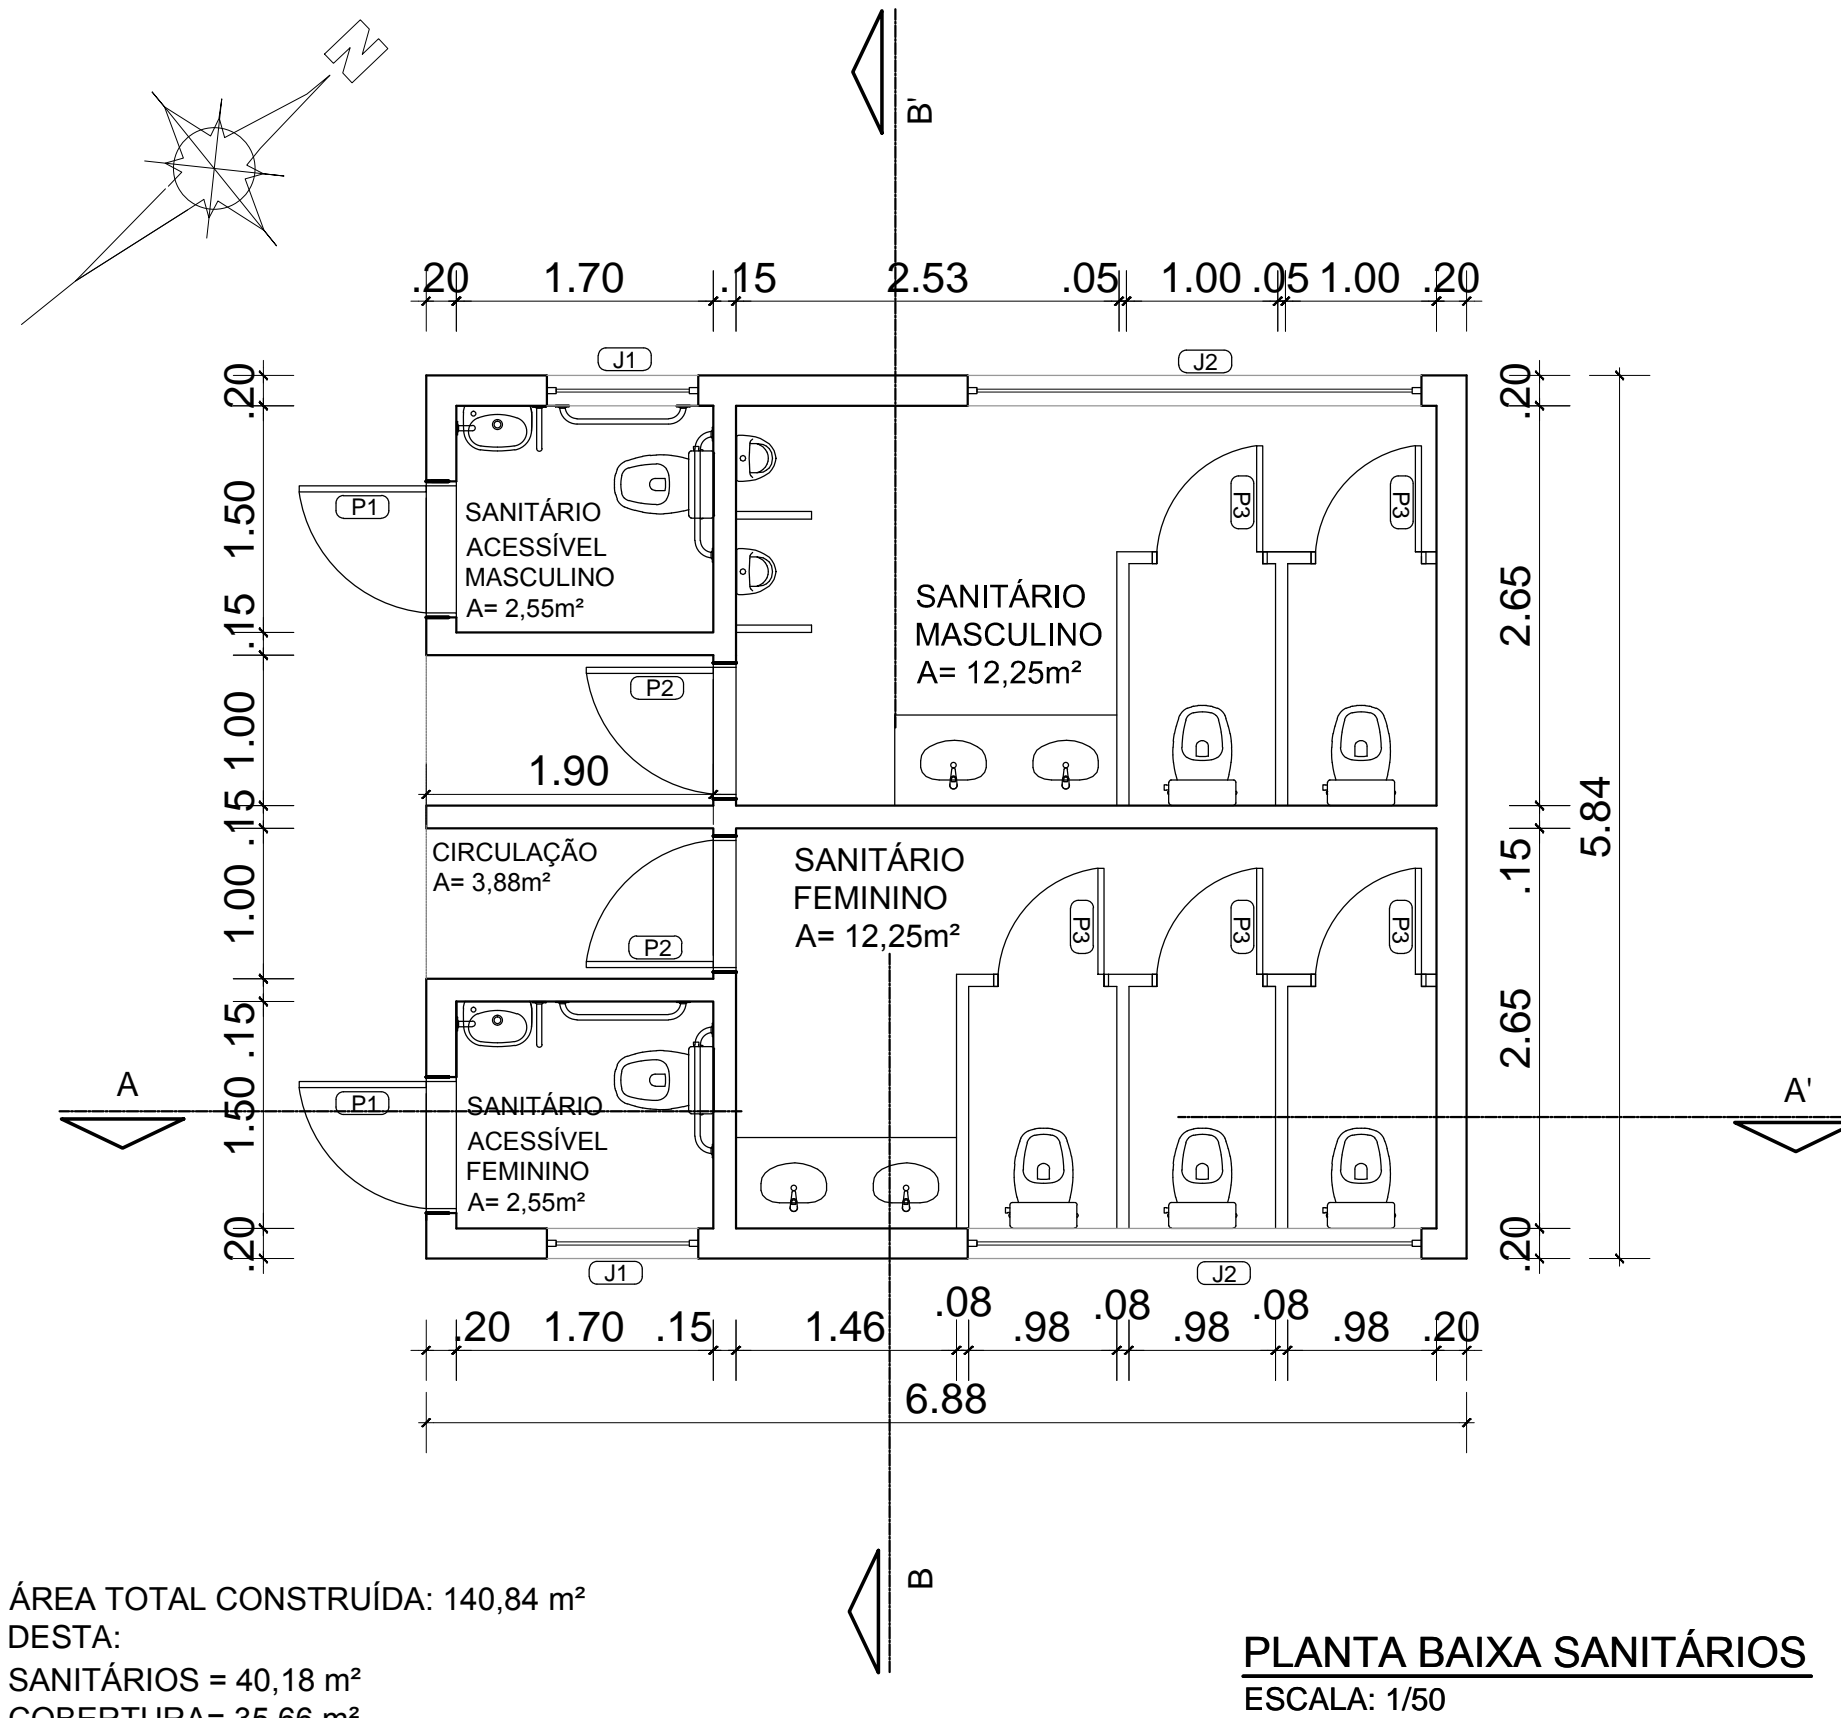 N
B'
.20 1.70 .15 2.53 .05 1.00 .05 1.00 .20
J1
J2
.20
1.50
.15
1.00
.15
1.00
.15
1.50
.20
P1
SANITÁRIO
ACESSÍVEL
MASCULINO
A= 2,55m²
P3
P3
SANITÁRIO
MASCULINO
A= 12,25m²
P2
1.90
.20
2.65
.15
2.65
.20
5.84
CIRCULAÇÃO
A= 3,88m²
P2
SANITÁRIO
FEMININO
A= 12,25m²
P3
P3
P3
A
A'
P1
SANITÁRIO
ACESSÍVEL
FEMININO
A= 2,55m²
J1
J2
.20 1.70 .15 1.46 .08 .98 .08 .98 .08 .98 .20
6.88
B
ÁREA TOTAL CONSTRUÍDA: 140,84 m²
DESTA:
SANITÁRIOS = 40,18 m²
COBERTURA= 35,66 m²
PLANTA BAIXA SANITÁRIOS
ESCALA: 1/50